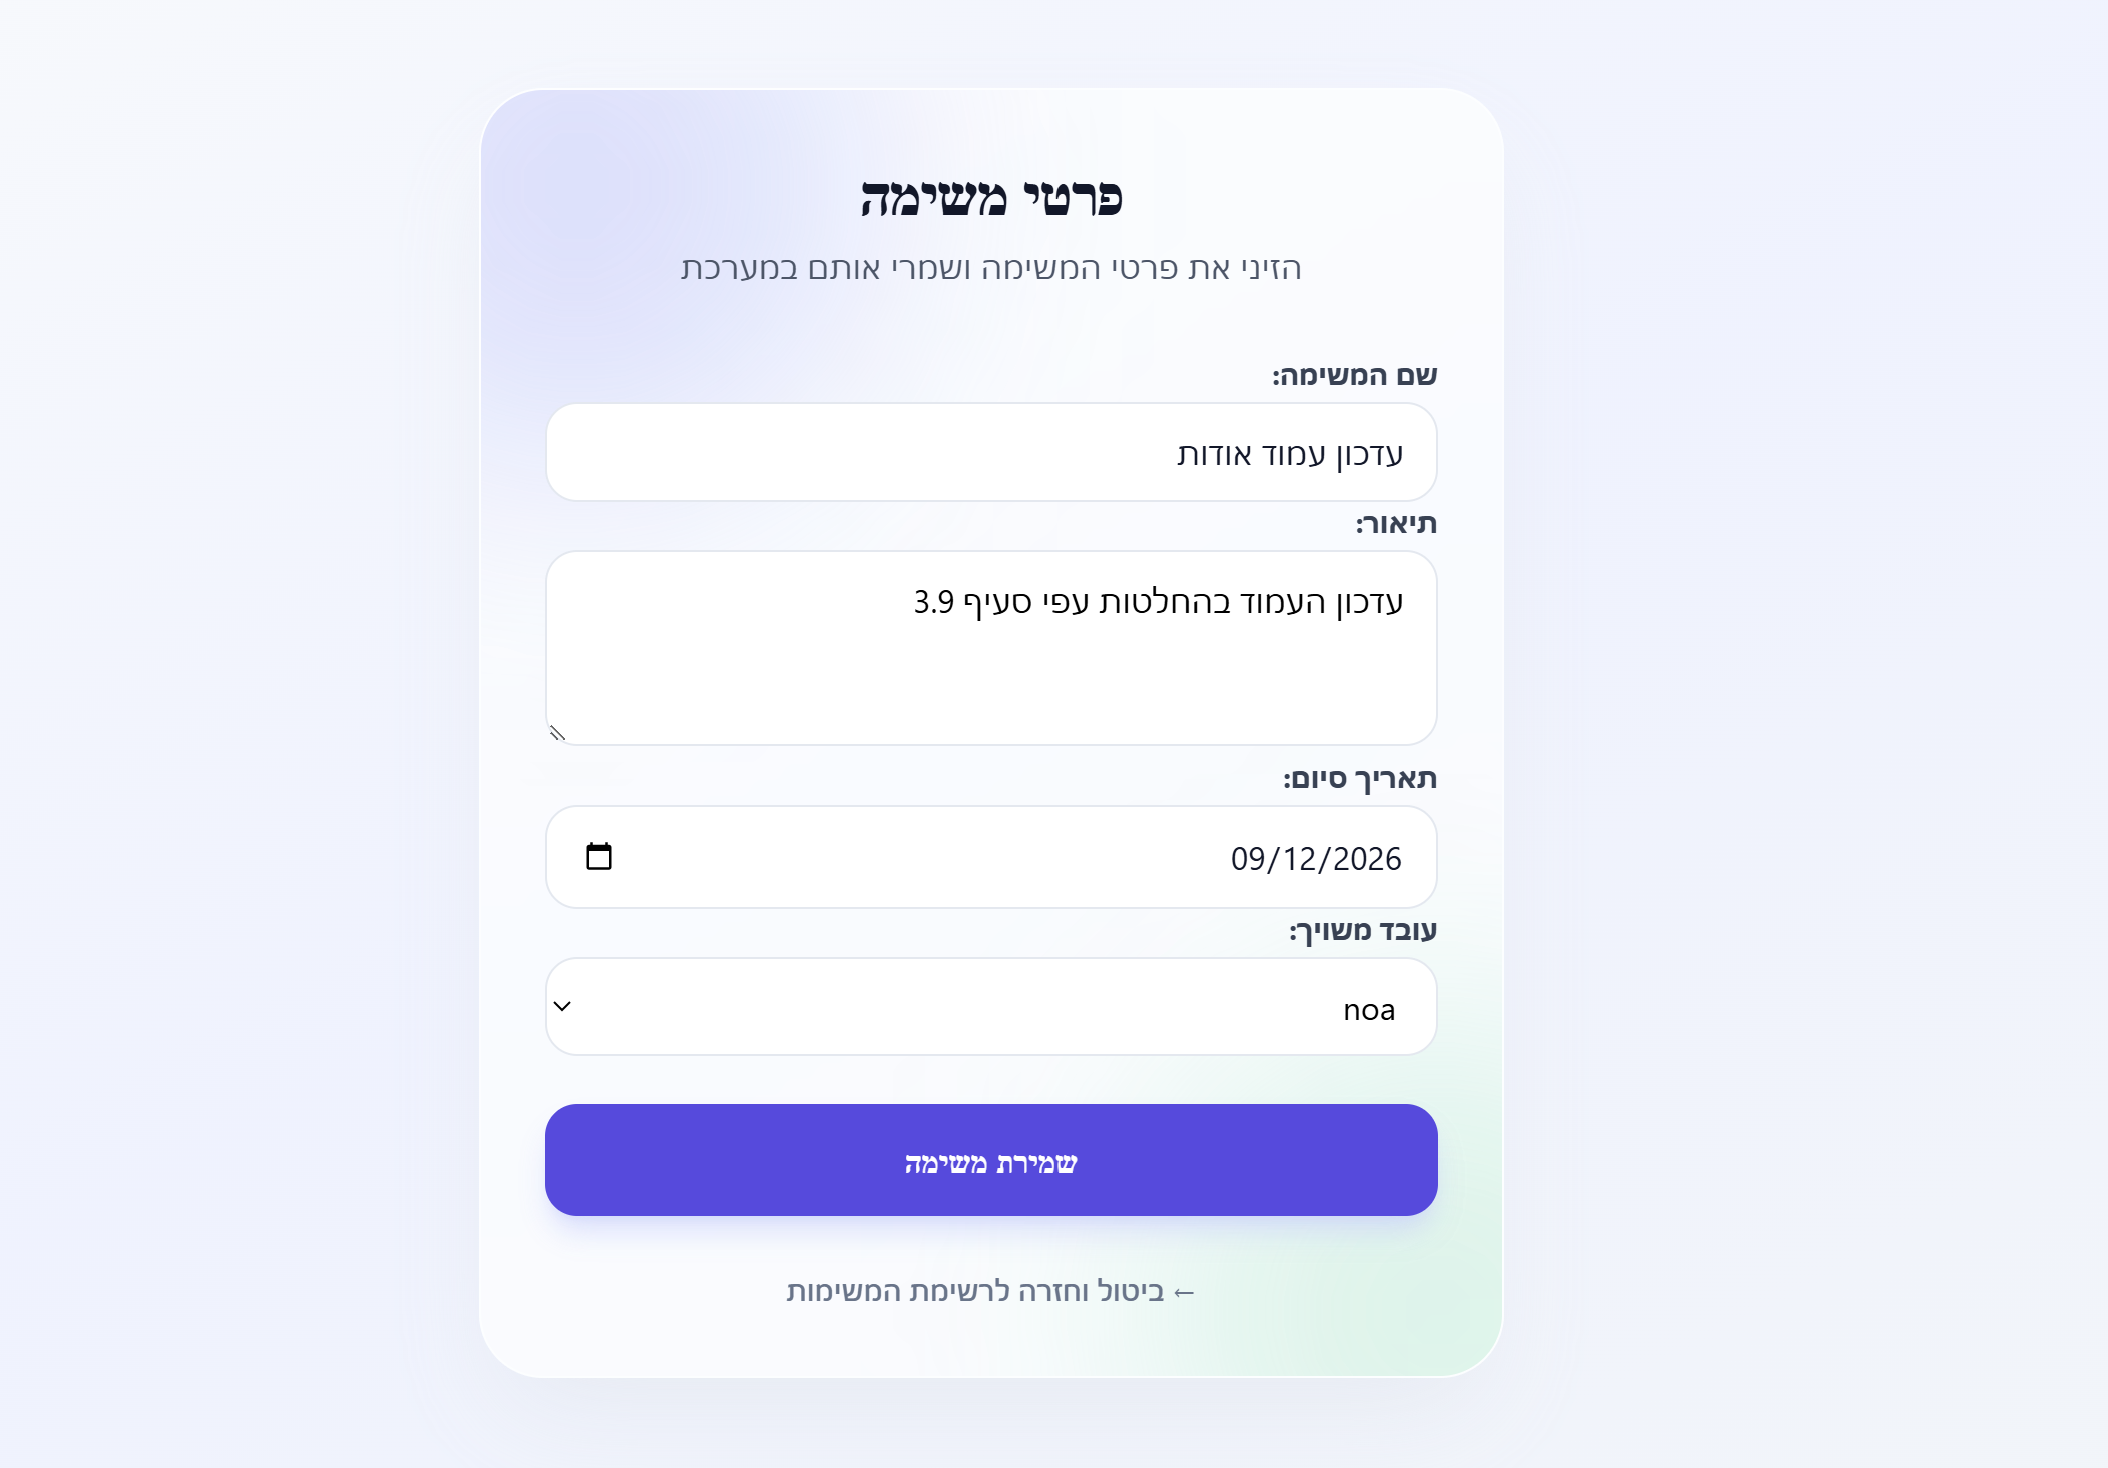 פרטי משימה
הזיני את פרטי המשימה ושמרי אותם במערכת
שם המשימה:
עדכון עמוד אודות
תיאור:
עדכון העמוד בהחלטות עפי סעיף 3.9
תאריך סיום:
09/12/2026
עובד משויך:
noa
שמירת משימה
← ביטול וחזרה לרשימת המשימות